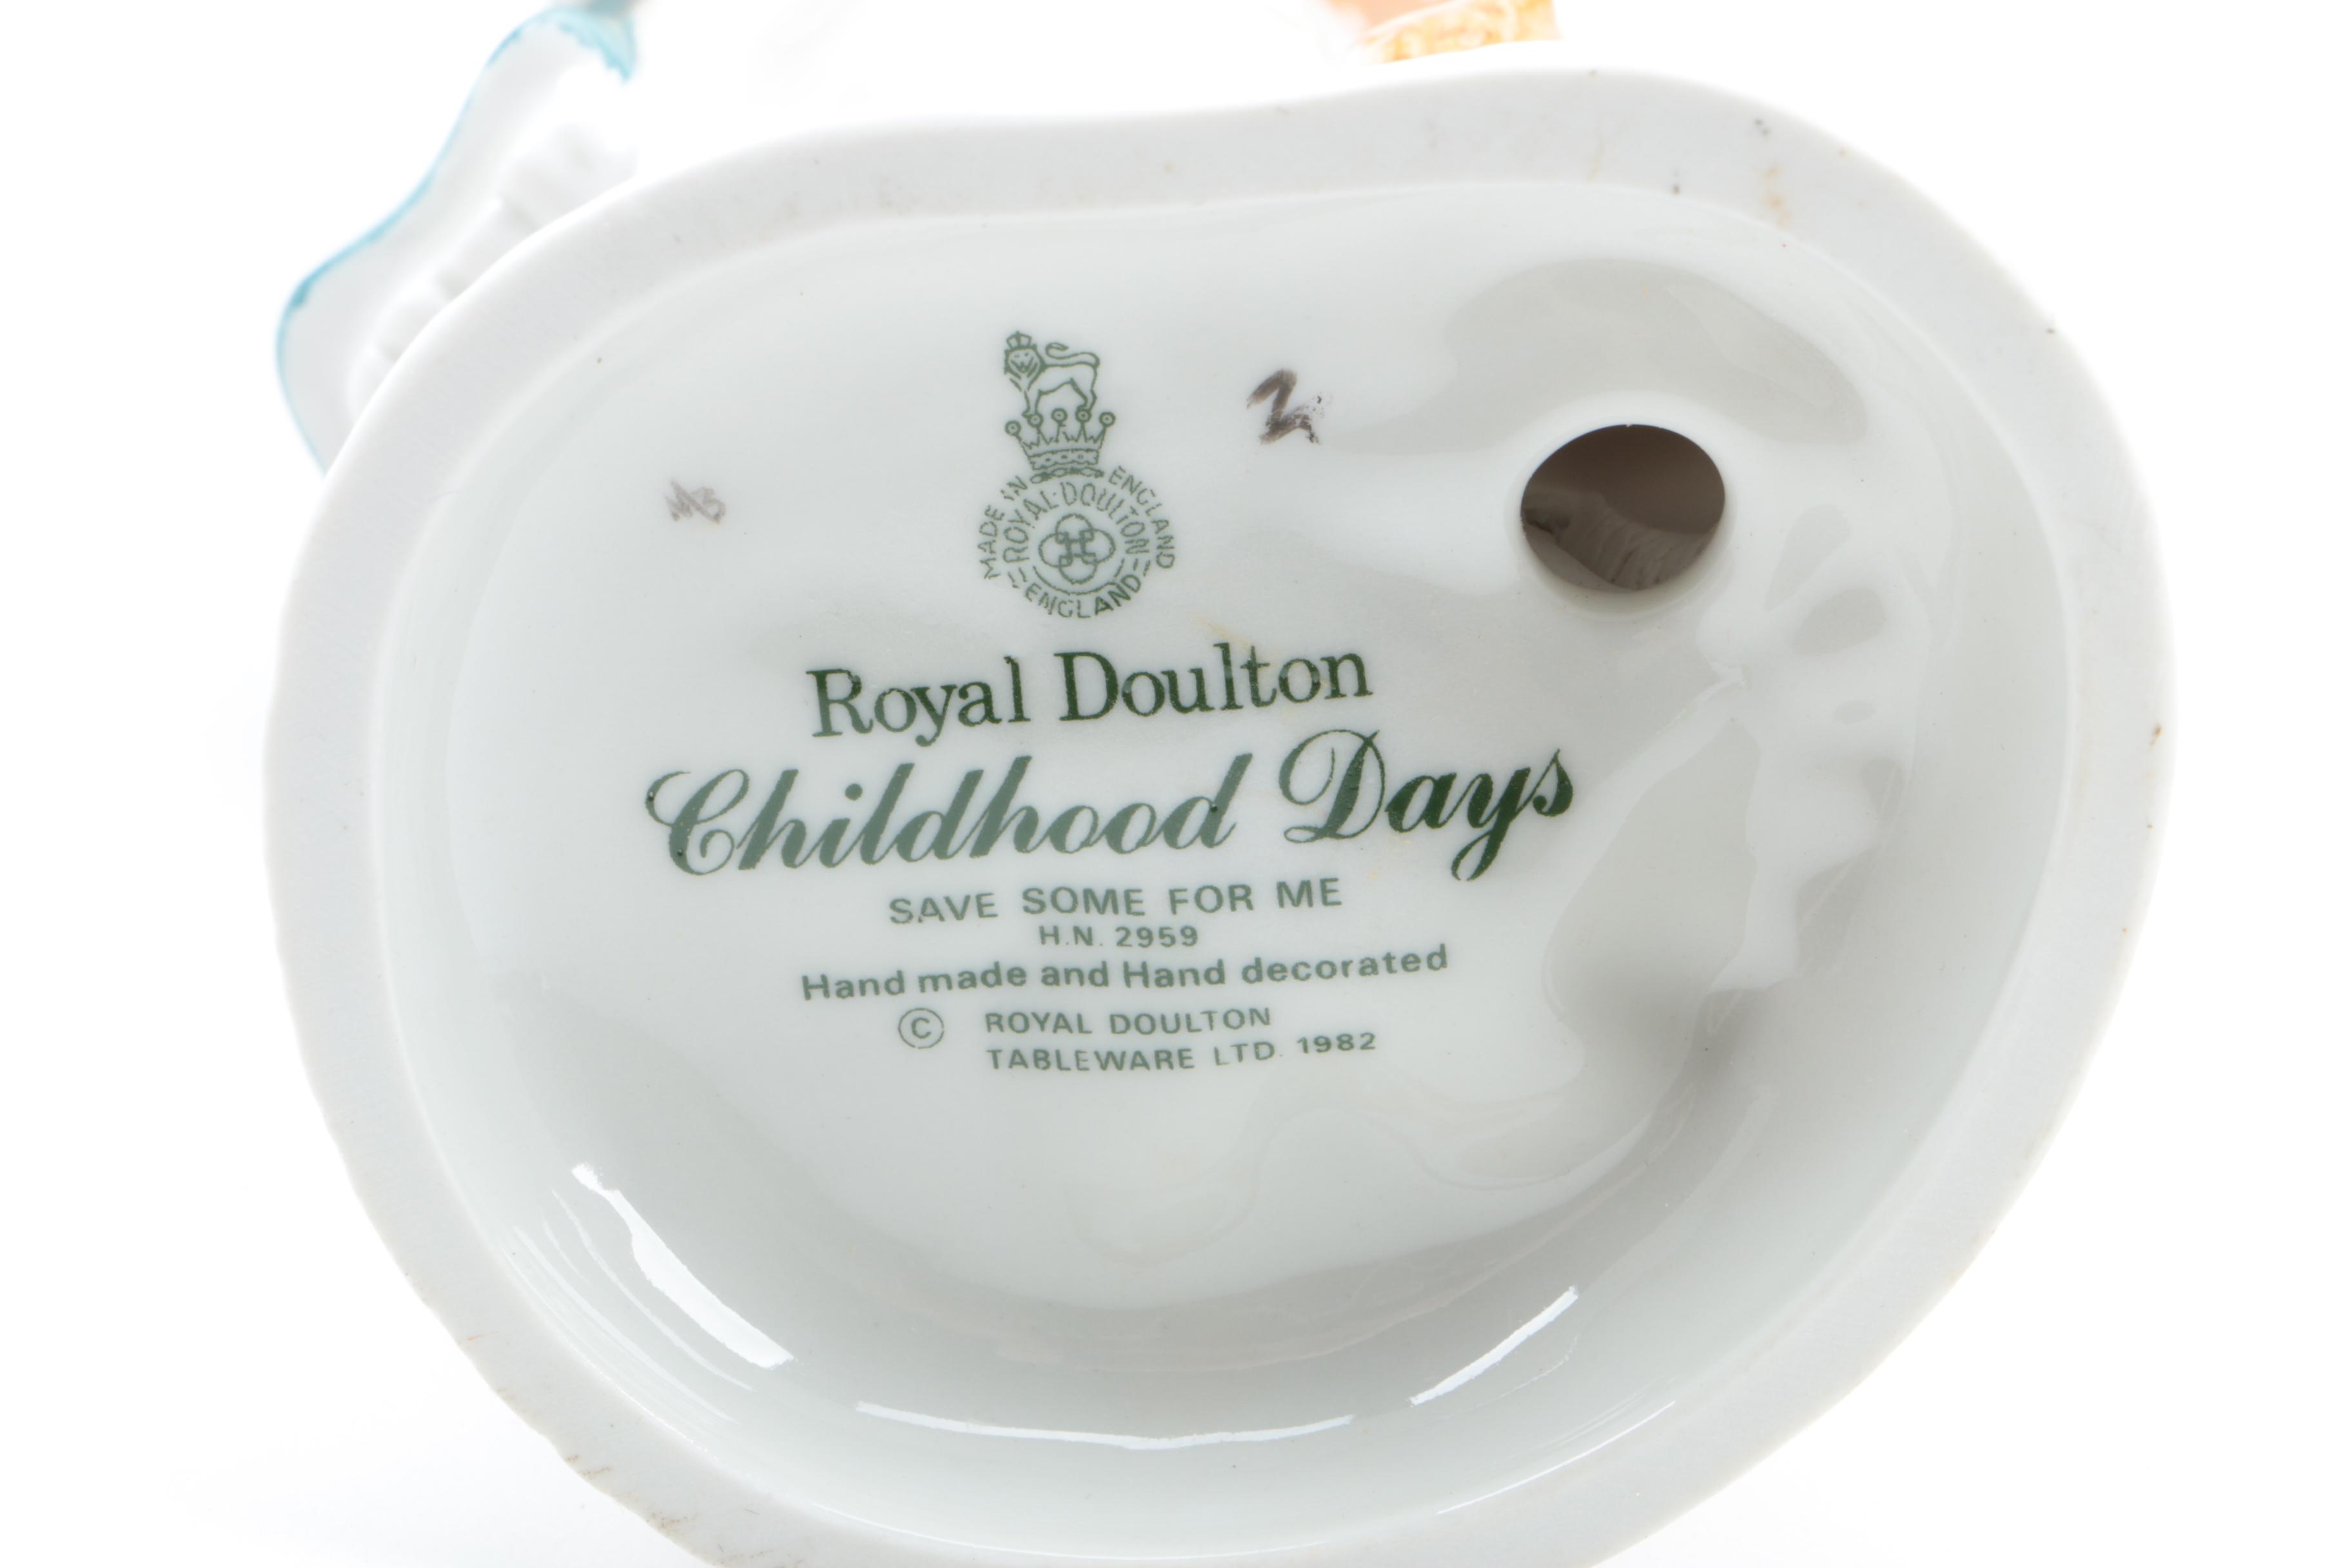 MADE IN ENGLAND
ROYAL·DOULTON
ENGLAND
Royal Doulton
Childhood Days
SAVE SOME FOR ME
H.N. 2959
Hand made and Hand decorated
© ROYAL DOULTON
TABLEWARE LTD. 1982